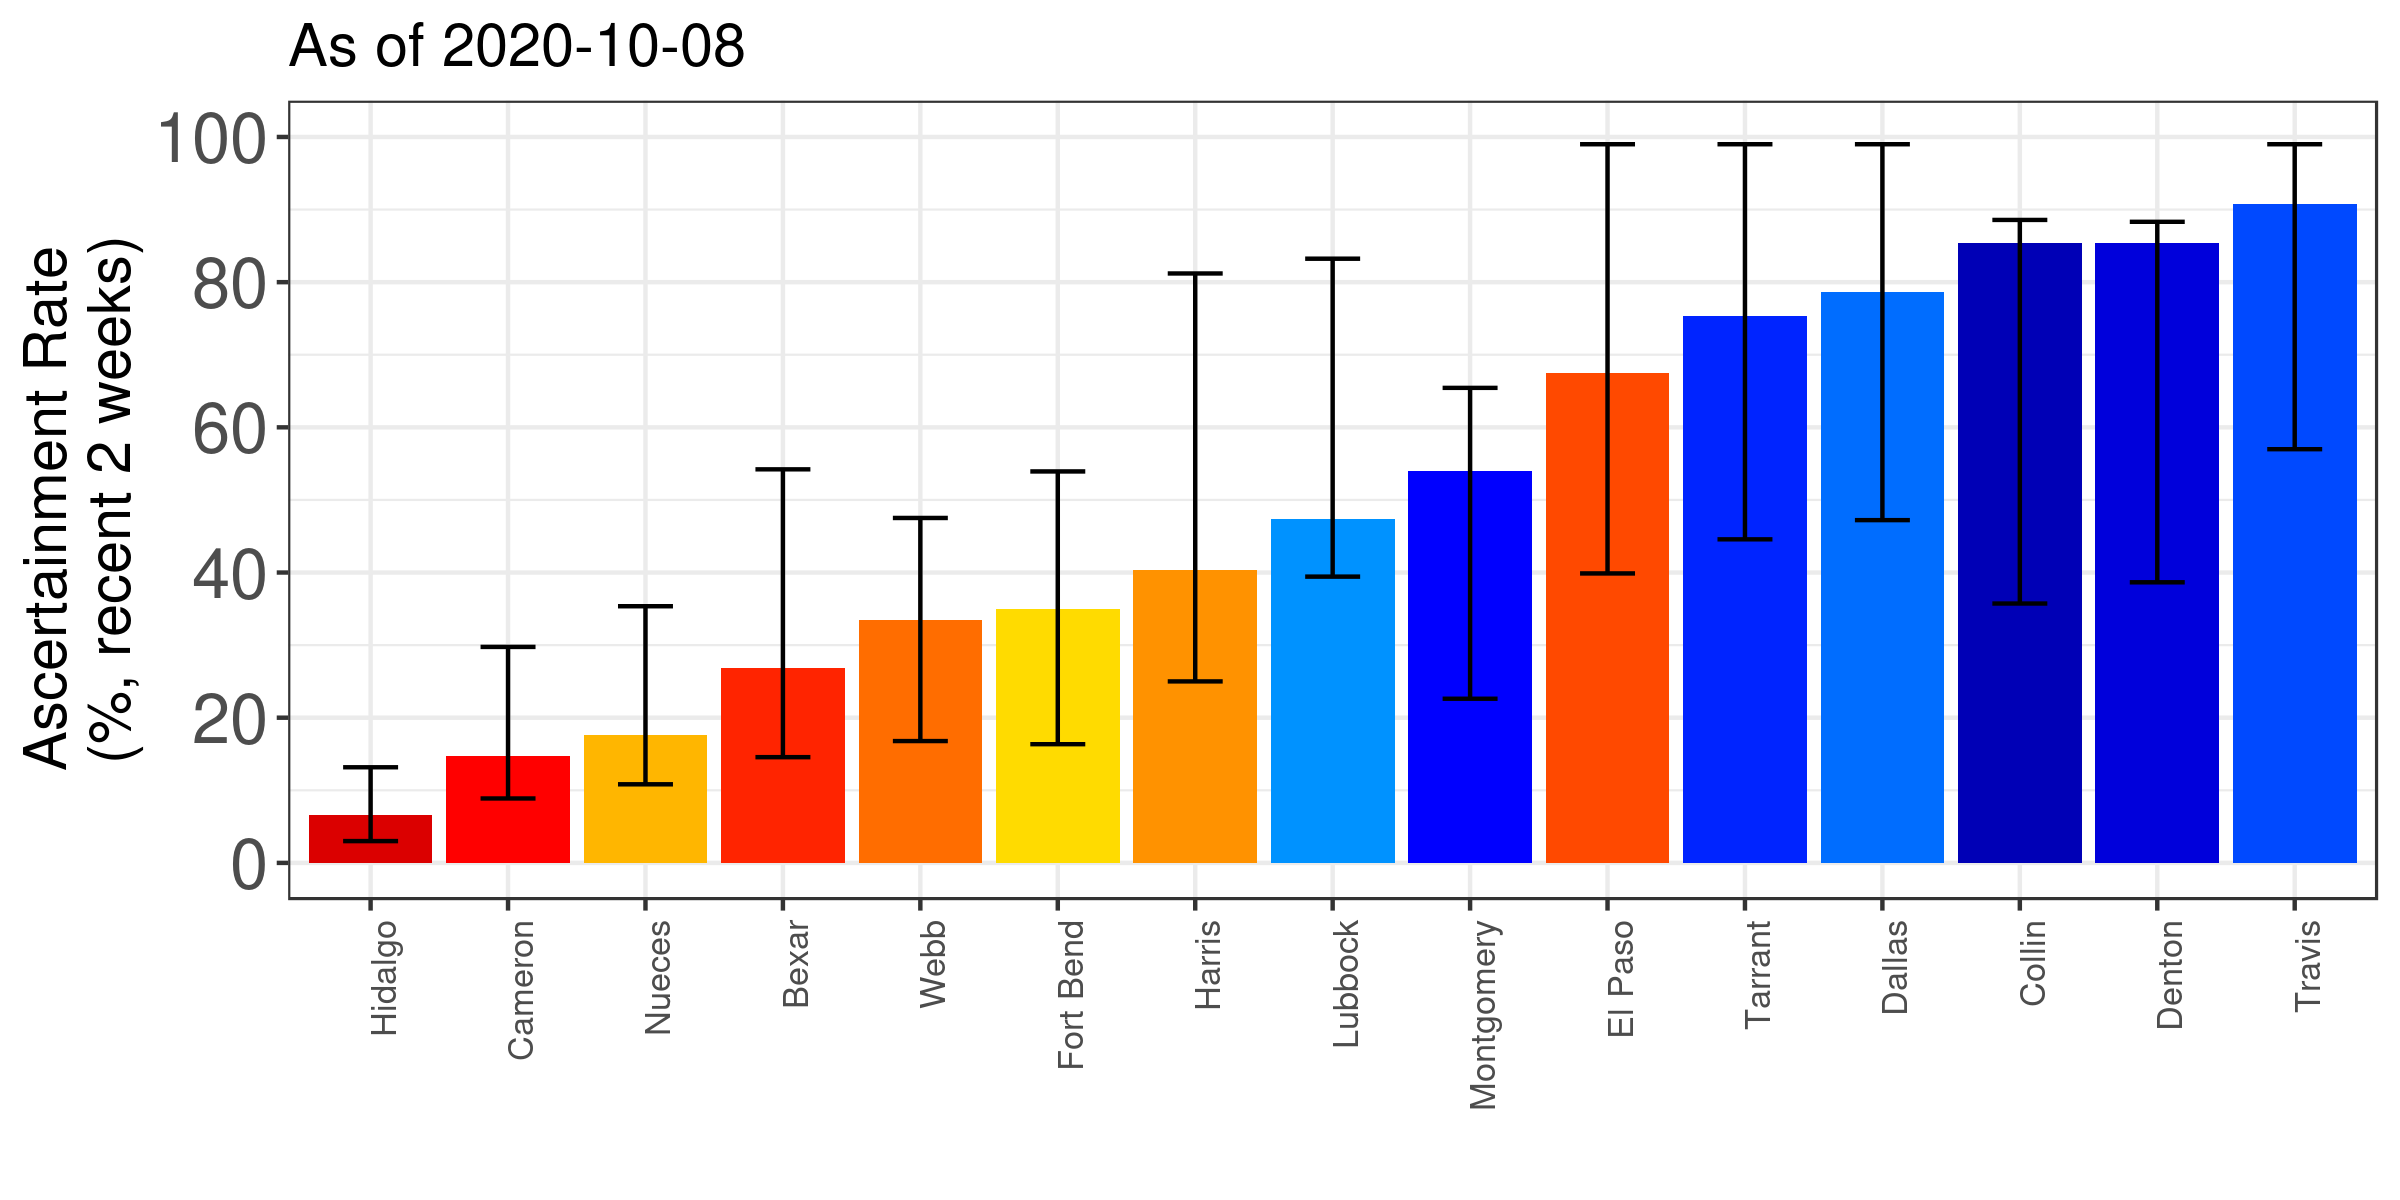 As of 2020-10-08
Ascertainment Rate
(%, recent 2 weeks)
100
80
60
40
20
0
Hidalgo
Cameron
Nueces
Bexar
Webb
Fort Bend
Harris
Lubbock
Montgomery
El Paso
Tarrant
Dallas
Collin
Denton
Travis